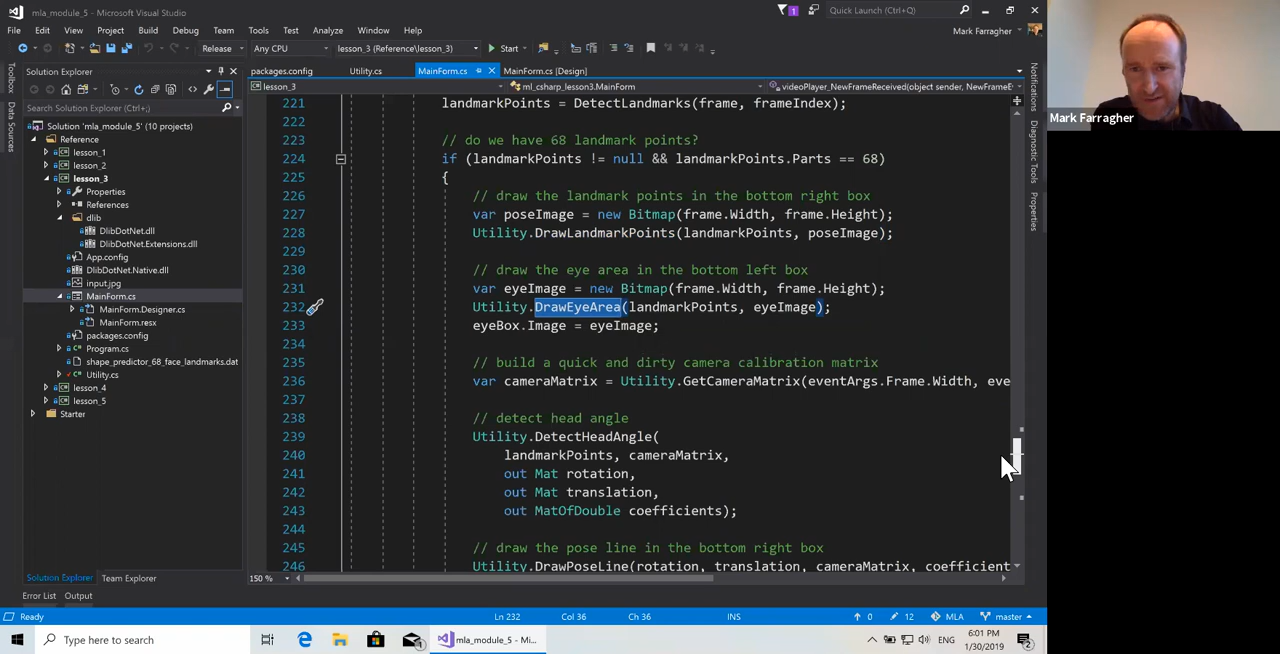 mla_module_5 - Microsoft Visual Studio
1
Quick Launch (Ctrl+Q)
File Edit View Project Build Debug Team Tools Test Analyze Window Help
Mark Farragher
Release Any CPU lesson_3 (Reference\lesson_3) Start
Toolbox
Data Sources
Solution Explorer
Search Solution Explorer (Ctrl+;)
Solution 'mla_module_5' (10 projects)
Reference
lesson_1
lesson_2
lesson_3
Properties
References
dlib
DlibDotNet.dll
DlibDotNet.Extensions.dll
App.config
DlibDotNet.Native.dll
input.jpg
MainForm.cs
MainForm.Designer.cs
MainForm.resx
packages.config
Program.cs
shape_predictor_68_face_landmarks.dat
Utility.cs
lesson_4
lesson_5
Starter
Solution Explorer Team Explorer
packages.config Utility.cs MainForm.cs MainForm.cs [Design]
lesson_3 ml_csharp_lesson3.MainForm videoPlayer_NewFrameReceived(object sender, NewFrameE
221 landmarkPoints = DetectLandmarks(frame, frameIndex);
222
223 // do we have 68 landmark points?
224 if (landmarkPoints != null && landmarkPoints.Parts == 68)
225 {
226 // draw the landmark points in the bottom right box
227 var poseImage = new Bitmap(frame.Width, frame.Height);
228 Utility.DrawLandmarkPoints(landmarkPoints, poseImage);
229
230 // draw the eye area in the bottom left box
231 var eyeImage = new Bitmap(frame.Width, frame.Height);
232 Utility.DrawEyeArea(landmarkPoints, eyeImage);
233 eyeBox.Image = eyeImage;
234
235 // build a quick and dirty camera calibration matrix
236 var cameraMatrix = Utility.GetCameraMatrix(eventArgs.Frame.Width, eve
237
238 // detect head angle
239 Utility.DetectHeadAngle(
240 landmarkPoints, cameraMatrix,
241 out Mat rotation,
242 out Mat translation,
243 out MatOfDouble coefficients);
244
245 // draw the pose line in the bottom right box
246 Utility.DrawPoseLine(rotation, translation, cameraMatrix, coefficient
150 %
Notifications
Diagnostic Tools
Properties
Mark Farragher
Error List Output
Ready Ln 232 Col 36 Ch 36 INS 0 12 MLA master
Type here to search
1
mla_module_5 - Mi...
ENG
6:01 PM
1/30/2019
2